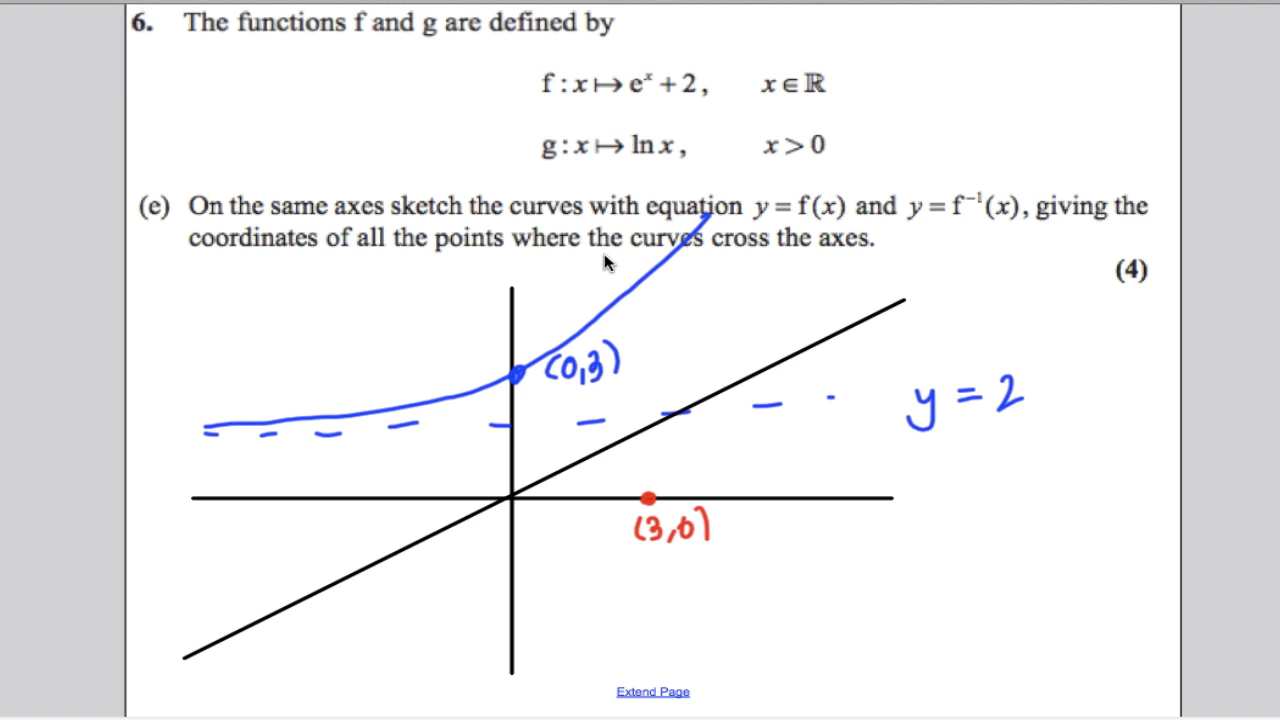 6. The functions f and g are defined by
f : x ↦ eˣ + 2, x ∈ ℝ
g : x ↦ ln x, x > 0
(e) On the same axes sketch the curves with equation y = f(x) and y = f⁻¹(x), giving the
coordinates of all the points where the curves cross the axes.
(4)
(0,3)
y = 2
(3,0)
Extend Page